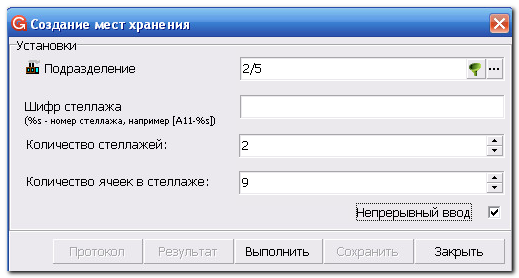 Создание мест хранения
Установки
Подразделение
2/5
Шифр стеллажа
(%s - номер стеллажа, например [A11-%s])
Количество стеллажей:
2
Количество ячеек в стеллаже:
9
Непрерывный ввод
Протокол Результат Выполнить Сохранить Закрыть